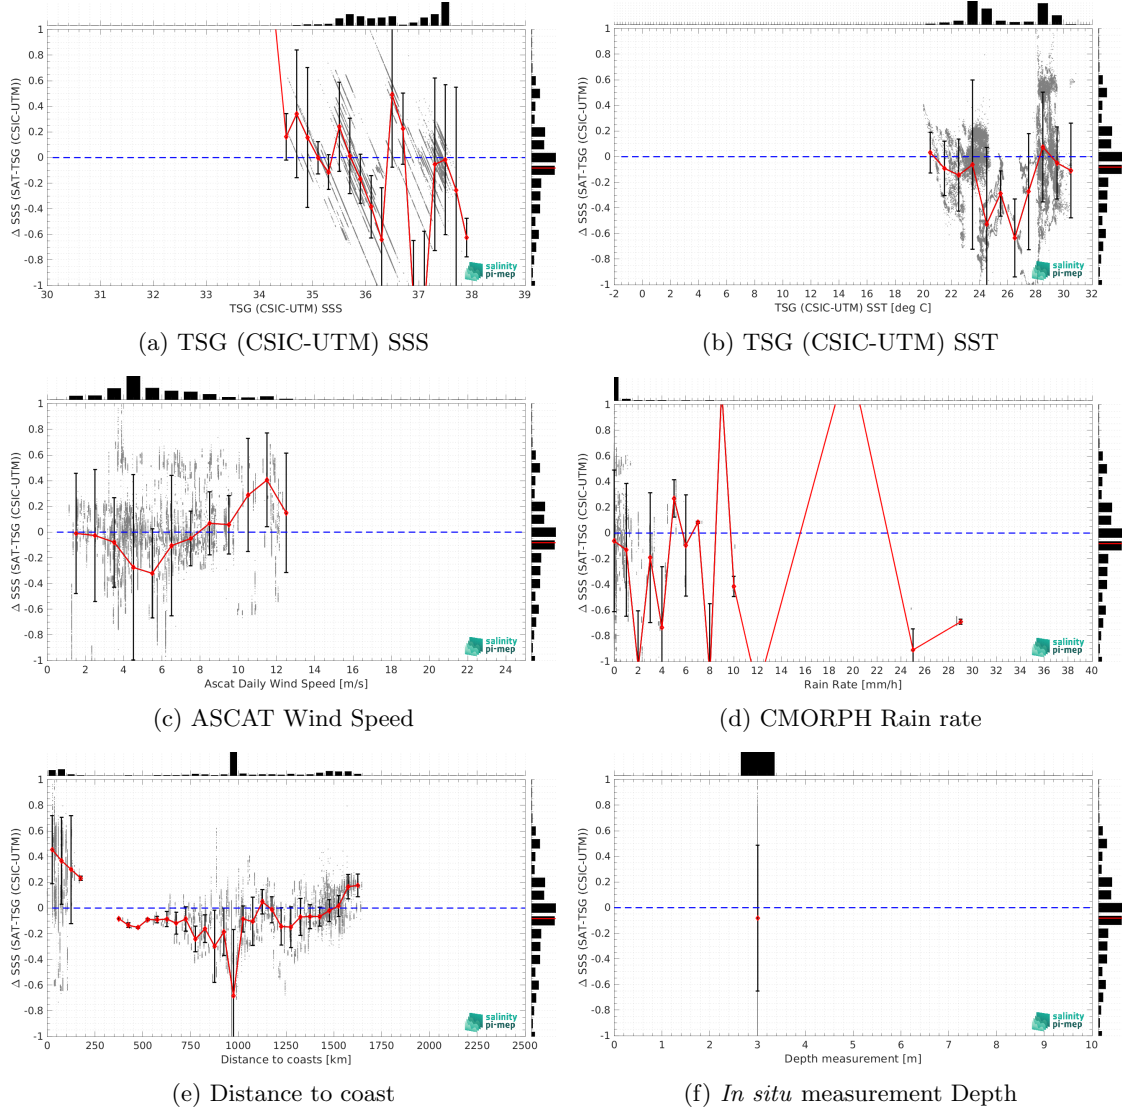 1
0.8
0.6
0.4
0.2
0
-0.2
-0.4
-0.6
-0.8
-1
Δ SSS (SAT-TSG (CSIC-UTM))
30 31 32 33 34 35 36 37 38 39
TSG (CSIC-UTM) SSS
salinity
pi-mep
(a) TSG (CSIC-UTM) SSS
1
0.8
0.6
0.4
0.2
0
-0.2
-0.4
-0.6
-0.8
-1
Δ SSS (SAT-TSG (CSIC-UTM))
-2 0 2 4 6 8 10 12 14 16 18 20 22 24 26 28 30 32
TSG (CSIC-UTM) SST [deg C]
salinity
pi-mep
(b) TSG (CSIC-UTM) SST
1
0.8
0.6
0.4
0.2
0
-0.2
-0.4
-0.6
-0.8
-1
Δ SSS (SAT-TSG (CSIC-UTM))
2 4 6 8 10 12 14 16 18 20 22 24
Ascat Daily Wind Speed [m/s]
salinity
pi-mep
(c) ASCAT Wind Speed
1
0.8
0.6
0.4
0.2
0
-0.2
-0.4
-0.6
-0.8
-1
Δ SSS (SAT-TSG (CSIC-UTM))
0 2 4 6 8 10 12 14 16 18 20 22 24 26 28 30 32 34 36 38 40
Rain Rate [mm/h]
salinity
pi-mep
(d) CMORPH Rain rate
1
0.8
0.6
0.4
0.2
0
-0.2
-0.4
-0.6
-0.8
-1
Δ SSS (SAT-TSG (CSIC-UTM))
0 250 500 750 1000 1250 1500 1750 2000 2250 2500
Distance to coasts [km]
salinity
pi-mep
(e) Distance to coast
1
0.8
0.6
0.4
0.2
0
-0.2
-0.4
-0.6
-0.8
-1
Δ SSS (SAT-TSG (CSIC-UTM))
0 1 2 3 4 5 6 7 8 9 10
Depth measurement [m]
salinity
pi-mep
(f) In situ measurement Depth